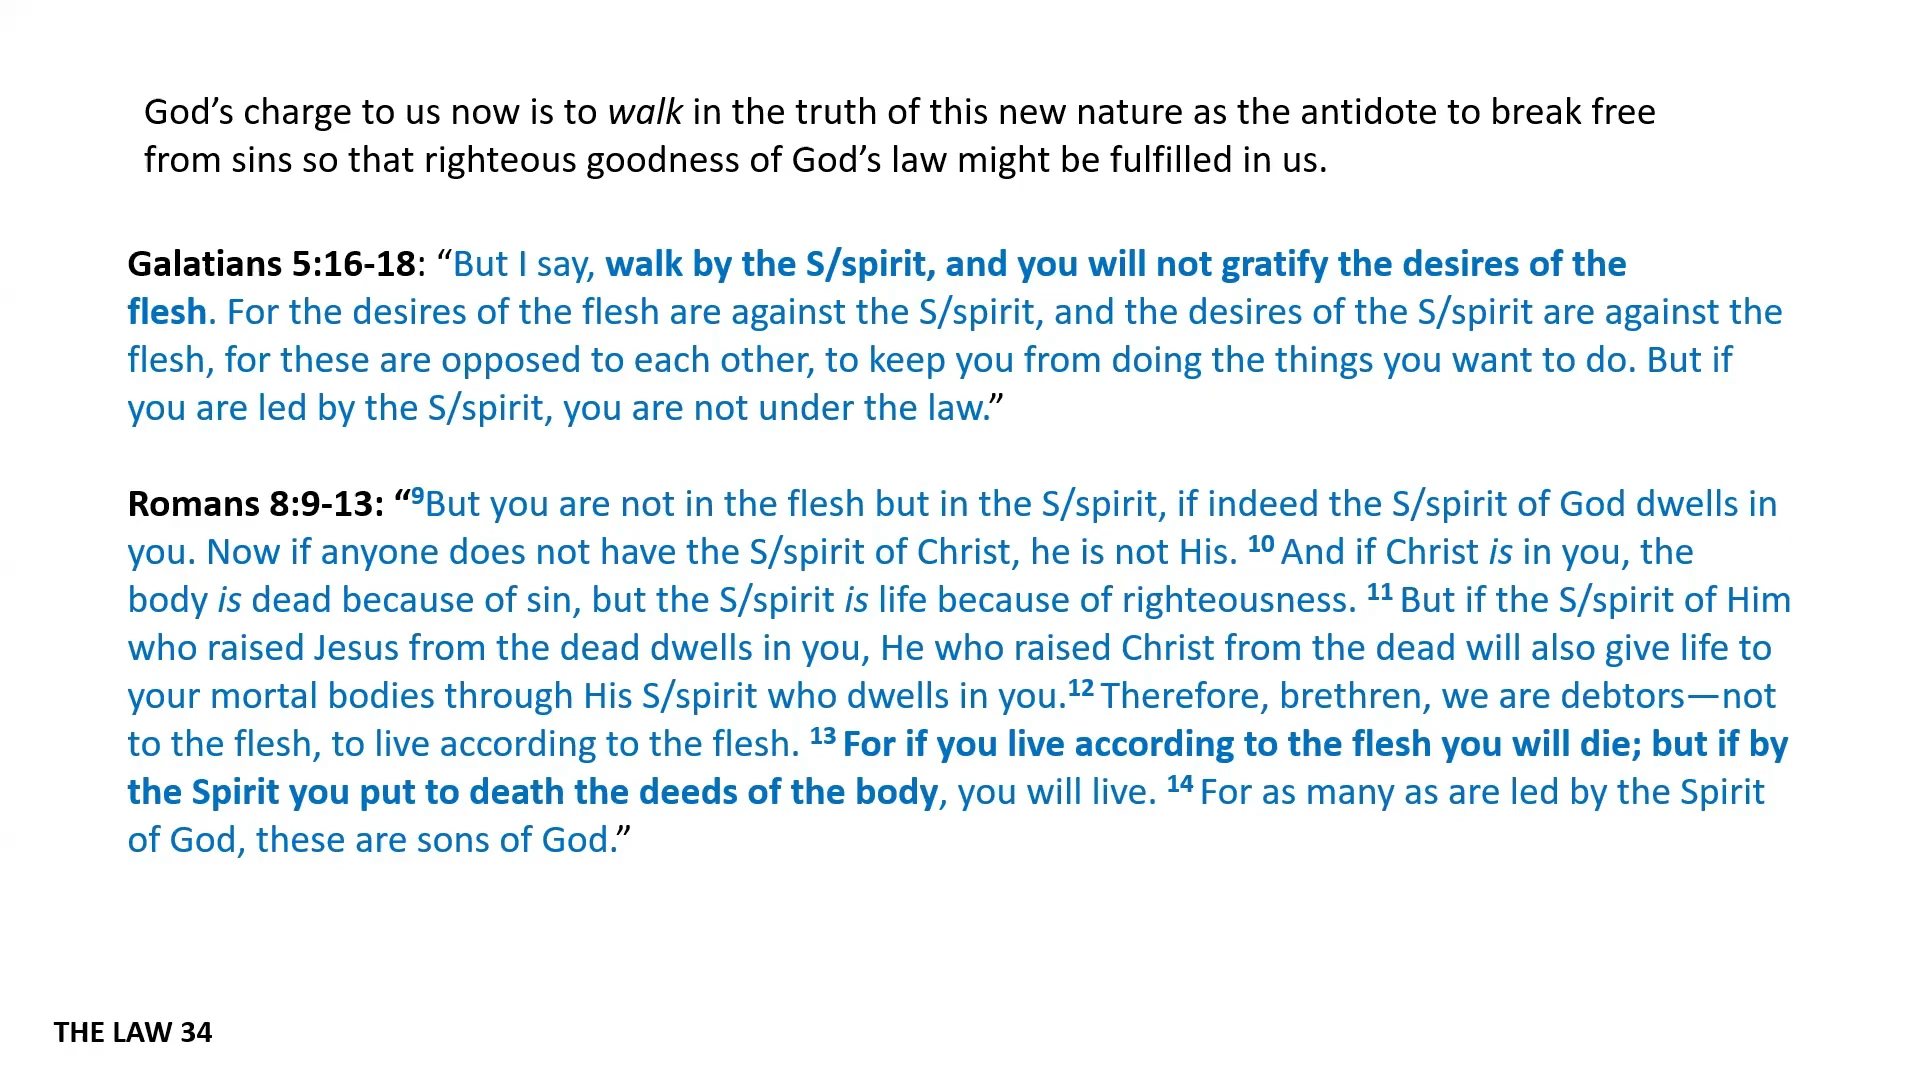 God’s charge to us now is to walk in the truth of this new nature as the antidote to break free
from sins so that righteous goodness of God’s law might be fulfilled in us.
Galatians 5:16-18: “But I say, walk by the S/spirit, and you will not gratify the desires of the
flesh. For the desires of the flesh are against the S/spirit, and the desires of the S/spirit are against the
flesh, for these are opposed to each other, to keep you from doing the things you want to do. But if
you are led by the S/spirit, you are not under the law.”
Romans 8:9-13: “9But you are not in the flesh but in the S/spirit, if indeed the S/spirit of God dwells in
you. Now if anyone does not have the S/spirit of Christ, he is not His. 10 And if Christ is in you, the
body is dead because of sin, but the S/spirit is life because of righteousness. 11 But if the S/spirit of Him
who raised Jesus from the dead dwells in you, He who raised Christ from the dead will also give life to
your mortal bodies through His S/spirit who dwells in you.12 Therefore, brethren, we are debtors—not
to the flesh, to live according to the flesh. 13 For if you live according to the flesh you will die; but if by
the Spirit you put to death the deeds of the body, you will live. 14 For as many as are led by the Spirit
of God, these are sons of God.”
THE LAW 34